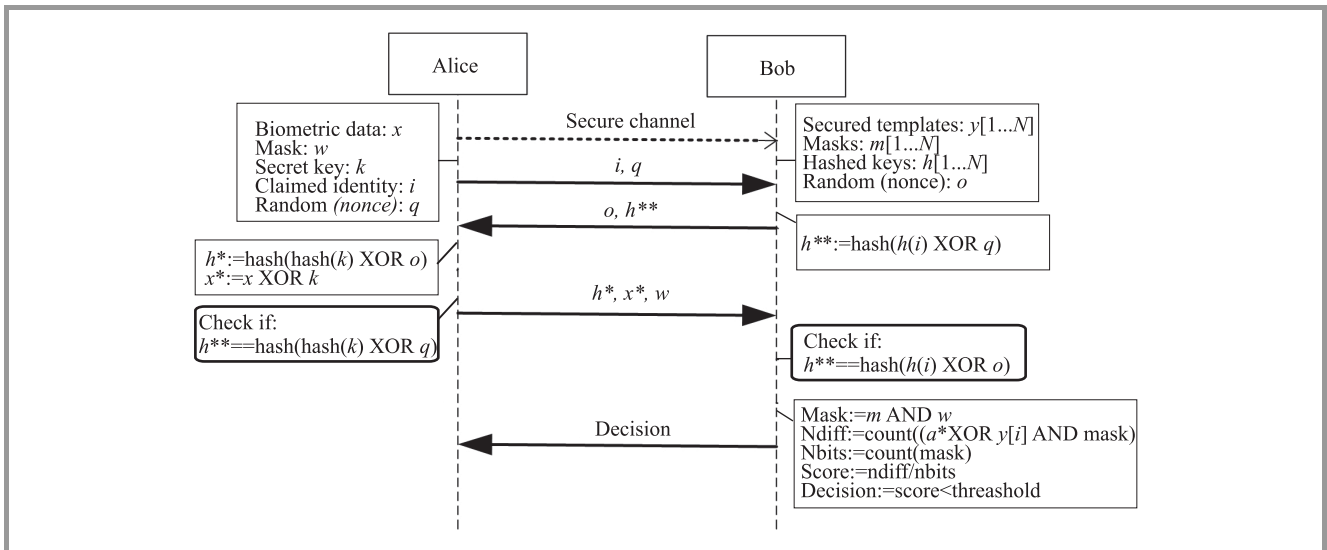 Alice
Bob
Secure channel
Biometric data: x
Mask: w
Secret key: k
Claimed identity: i
Random (nonce): q
Secured templates: y[1...N]
Masks: m[1...N]
Hashed keys: h[1...N]
Random (nonce): o
i, q
o, h**
h**:=hash(h(i) XOR q)
h*:=hash(hash(k) XOR o)
x*:=x XOR k
h*, x*, w
Check if:
h**==hash(hash(k) XOR q)
Check if:
h**==hash(h(i) XOR o)
Decision
Mask:=m AND w
Ndiff:=count((a*XOR y[i] AND mask)
Nbits:=count(mask)
Score:=ndiff/nbits
Decision:=score<threashold